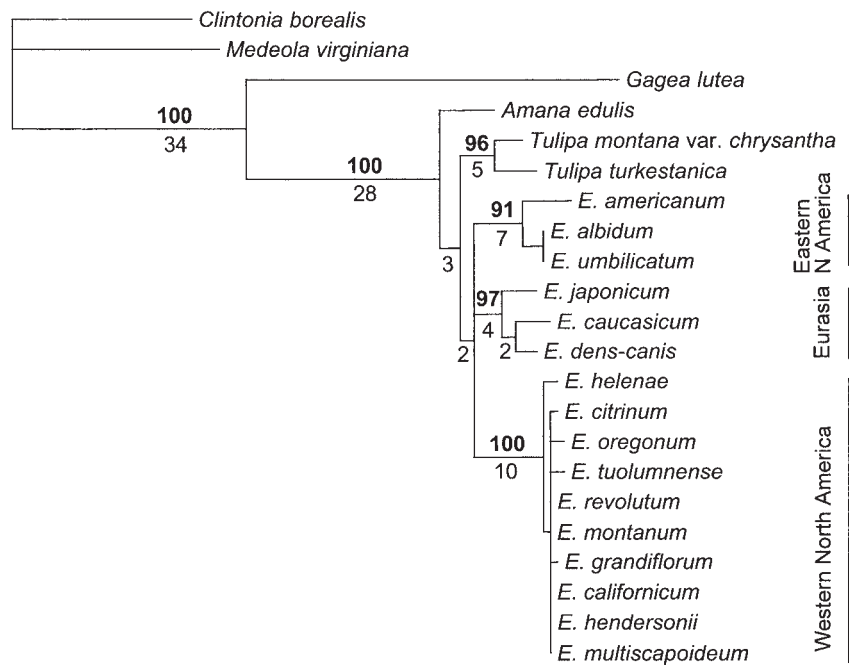 Clintonia borealis
Medeola virginiana
Gagea lutea
100
34
Amana edulis
96
Tulipa montana var. chrysantha
100
5
Tulipa turkestanica
28
91
E. americanum
7
E. albidum
E. umbilicatum
3
97
E. japonicum
4
E. caucasicum
2
2
E. dens-canis
E. helenae
E. citrinum
100
E. oregonum
10
E. tuolumnense
E. revolutum
E. montanum
E. grandiflorum
E. californicum
E. hendersonii
E. multiscapoideum
Eastern
N America
Eurasia
Western North America